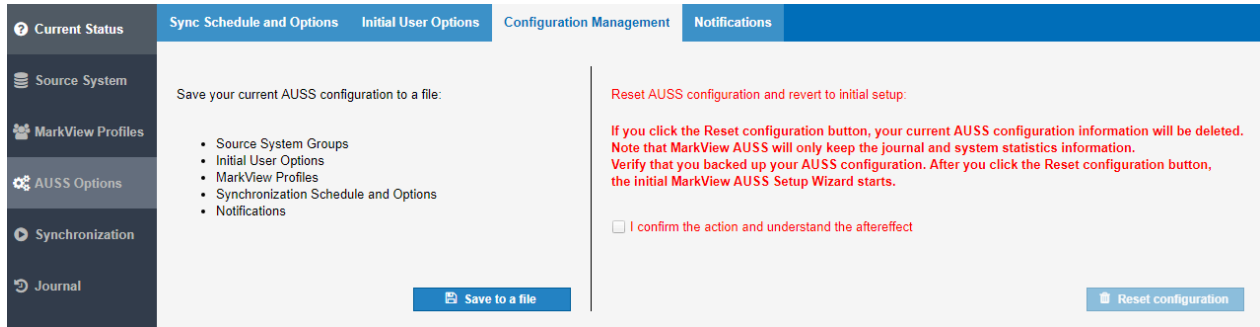 Current Status
Source System
MarkView Profiles
AUSS Options
Synchronization
Journal
Sync Schedule and Options
Initial User Options
Configuration Management
Notifications
Save your current AUSS configuration to a file:
• Source System Groups
• Initial User Options
• MarkView Profiles
• Synchronization Schedule and Options
• Notifications
Save to a file
Reset AUSS configuration and revert to initial setup:
If you click the Reset configuration button, your current AUSS configuration information will be deleted.
Note that MarkView AUSS will only keep the journal and system statistics information.
Verify that you backed up your AUSS configuration. After you click the Reset configuration button,
the initial MarkView AUSS Setup Wizard starts.
I confirm the action and understand the aftereffect
Reset configuration